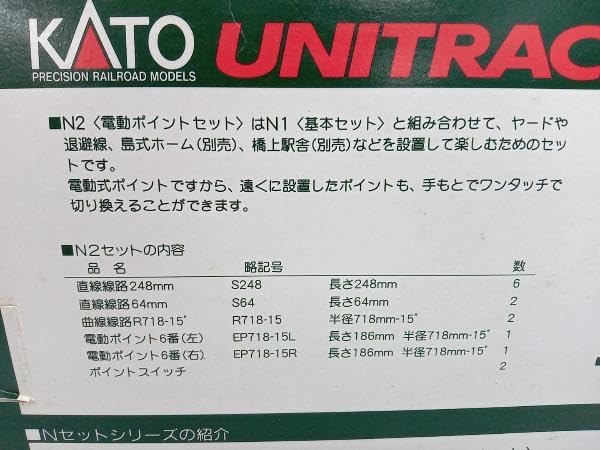 KATO
PRECISION RAILROAD MODELS
UNITRAC
■N2〈電動ポイントセット〉はN1〈基本セット〉と組み合わせて、ヤードや
退避線、島式ホーム(別売)、橋上駅舎(別売)などを設置して楽しむためのセッ
トです。
電動式ポイントですから、遠くに設置したポイントも、手もとでワンタッチで
切り換えることができます。
■N2セットの内容
品 名 略記号 数
直線線路248mm S248 長さ248mm 6
直線線路64mm S64 長さ64mm 2
曲線線路R718-15° R718-15 半径718mm-15° 2
電動ポイント6番(左) EP718-15L 長さ186mm 半径718mm-15° 1
電動ポイント6番(右) EP718-15R 長さ186mm 半径718mm-15° 1
ポイントスイッチ 2
■Nセットシリーズの紹介